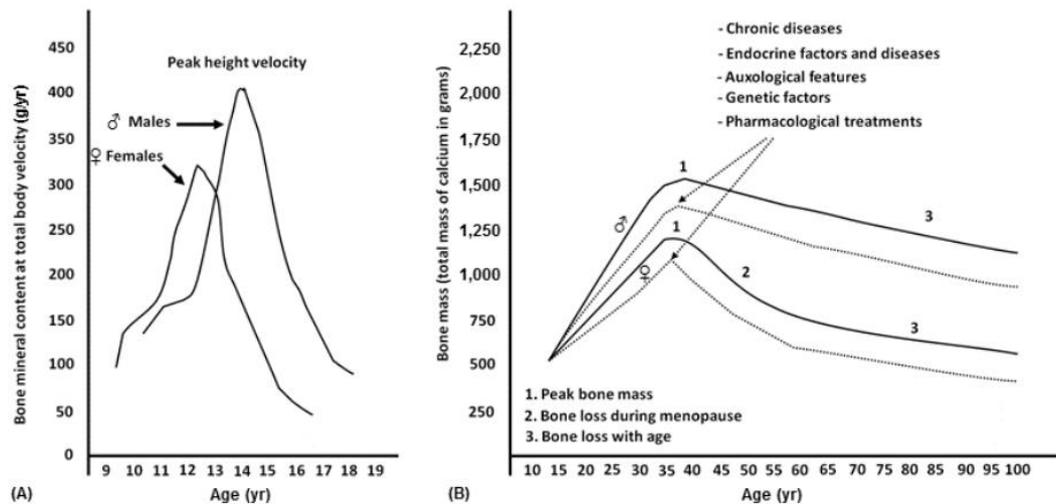 450
400
350
300
250
200
150
100
50
0
Bone mineral content at total body velocity (g/yr)
Peak height velocity
♂ Males
♀ Females
9 10 11 12 13 14 15 16 17 18 19
(A)
Age (yr)
2,250
2,000
1,750
1,500
1,250
1,000
750
500
250
Bone mass (total mass of calcium in grams)
- Chronic diseases
- Endocrine factors and diseases
- Auxological features
- Genetic factors
- Pharmacological treatments
1
3
♂
1
♀
2
3
1. Peak bone mass
2. Bone loss during menopause
3. Bone loss with age
10 15 20 25 30 35 40 45 50 55 60 65 70 75 80 85 90 95 100
(B)
Age (yr)